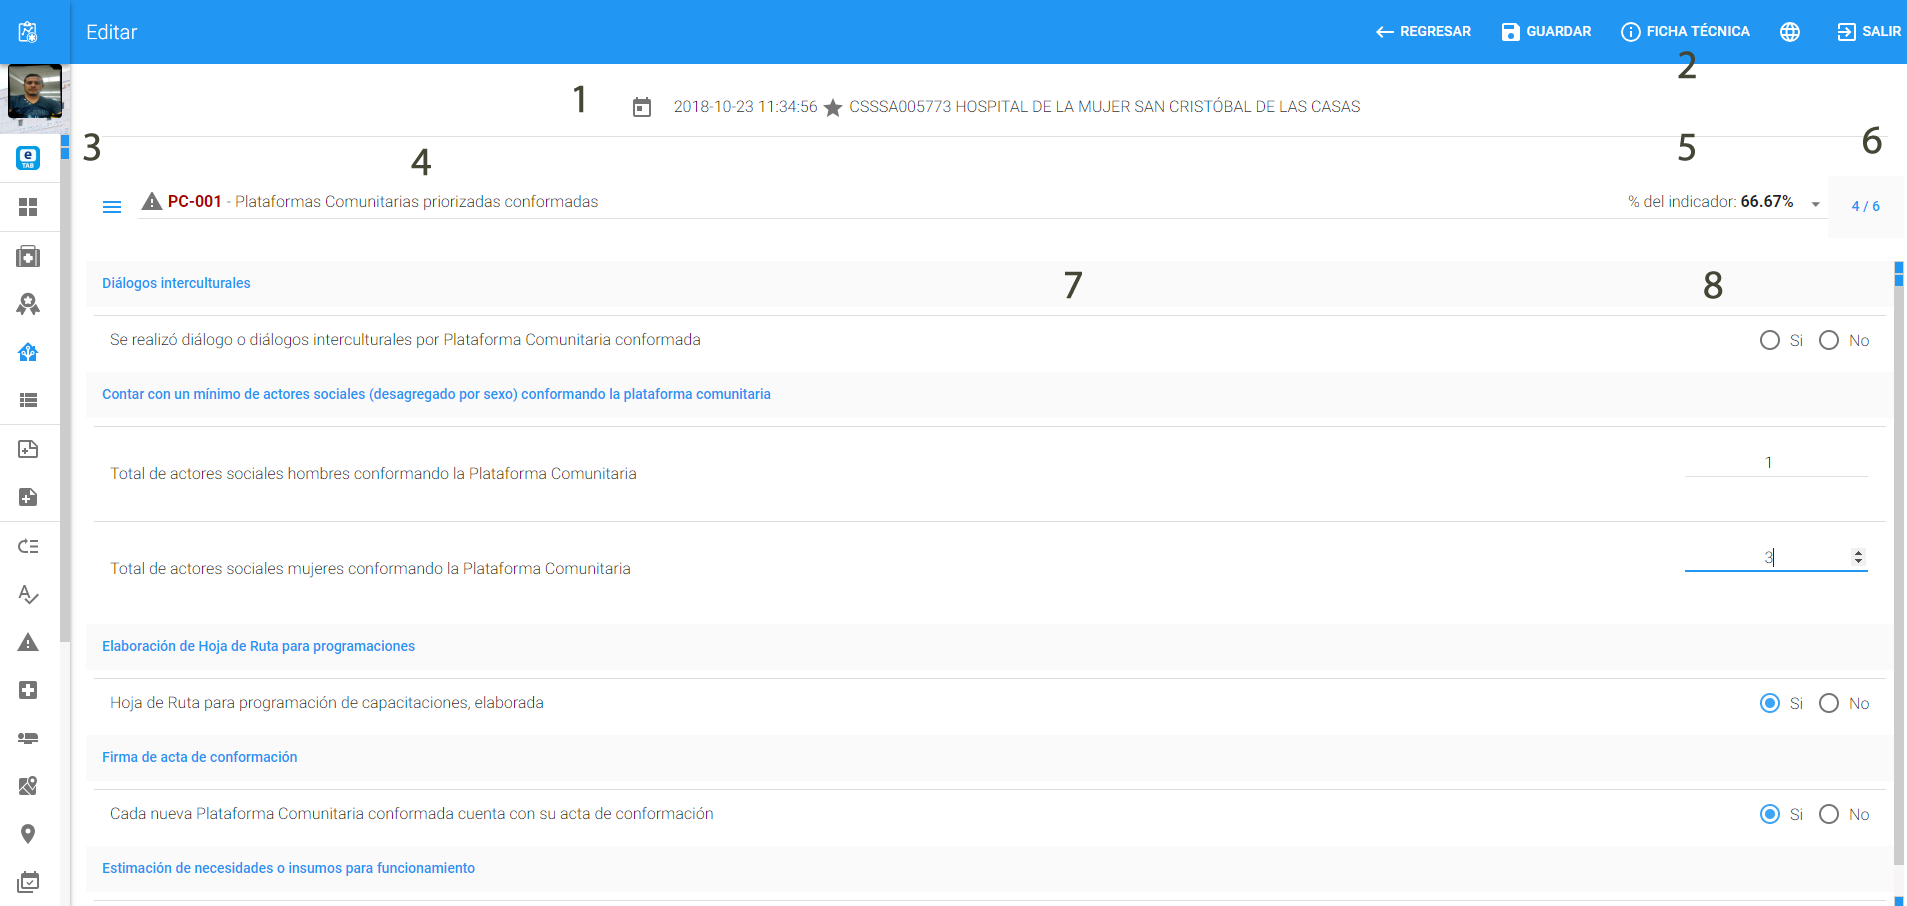 Editar
REGRESAR GUARDAR FICHA TÉCNICA SALIR
2
1 2018-10-23 11:34:56 CSSSA005773 HOSPITAL DE LA MUJER SAN CRISTÓBAL DE LAS CASAS
3 4 5 6
e
TAB
PC-001 - Plataformas Comunitarias priorizadas conformadas % del indicador: 66.67% 4 / 6
Diálogos interculturales 7 8
Se realizó diálogo o diálogos interculturales por Plataforma Comunitaria conformada Si No
Contar con un mínimo de actores sociales (desagregado por sexo) conformando la plataforma comunitaria
Total de actores sociales hombres conformando la Plataforma Comunitaria 1
Total de actores sociales mujeres conformando la Plataforma Comunitaria 3
Elaboración de Hoja de Ruta para programaciones
Hoja de Ruta para programación de capacitaciones, elaborada Si No
Firma de acta de conformación
Cada nueva Plataforma Comunitaria conformada cuenta con su acta de conformación Si No
Estimación de necesidades o insumos para funcionamiento